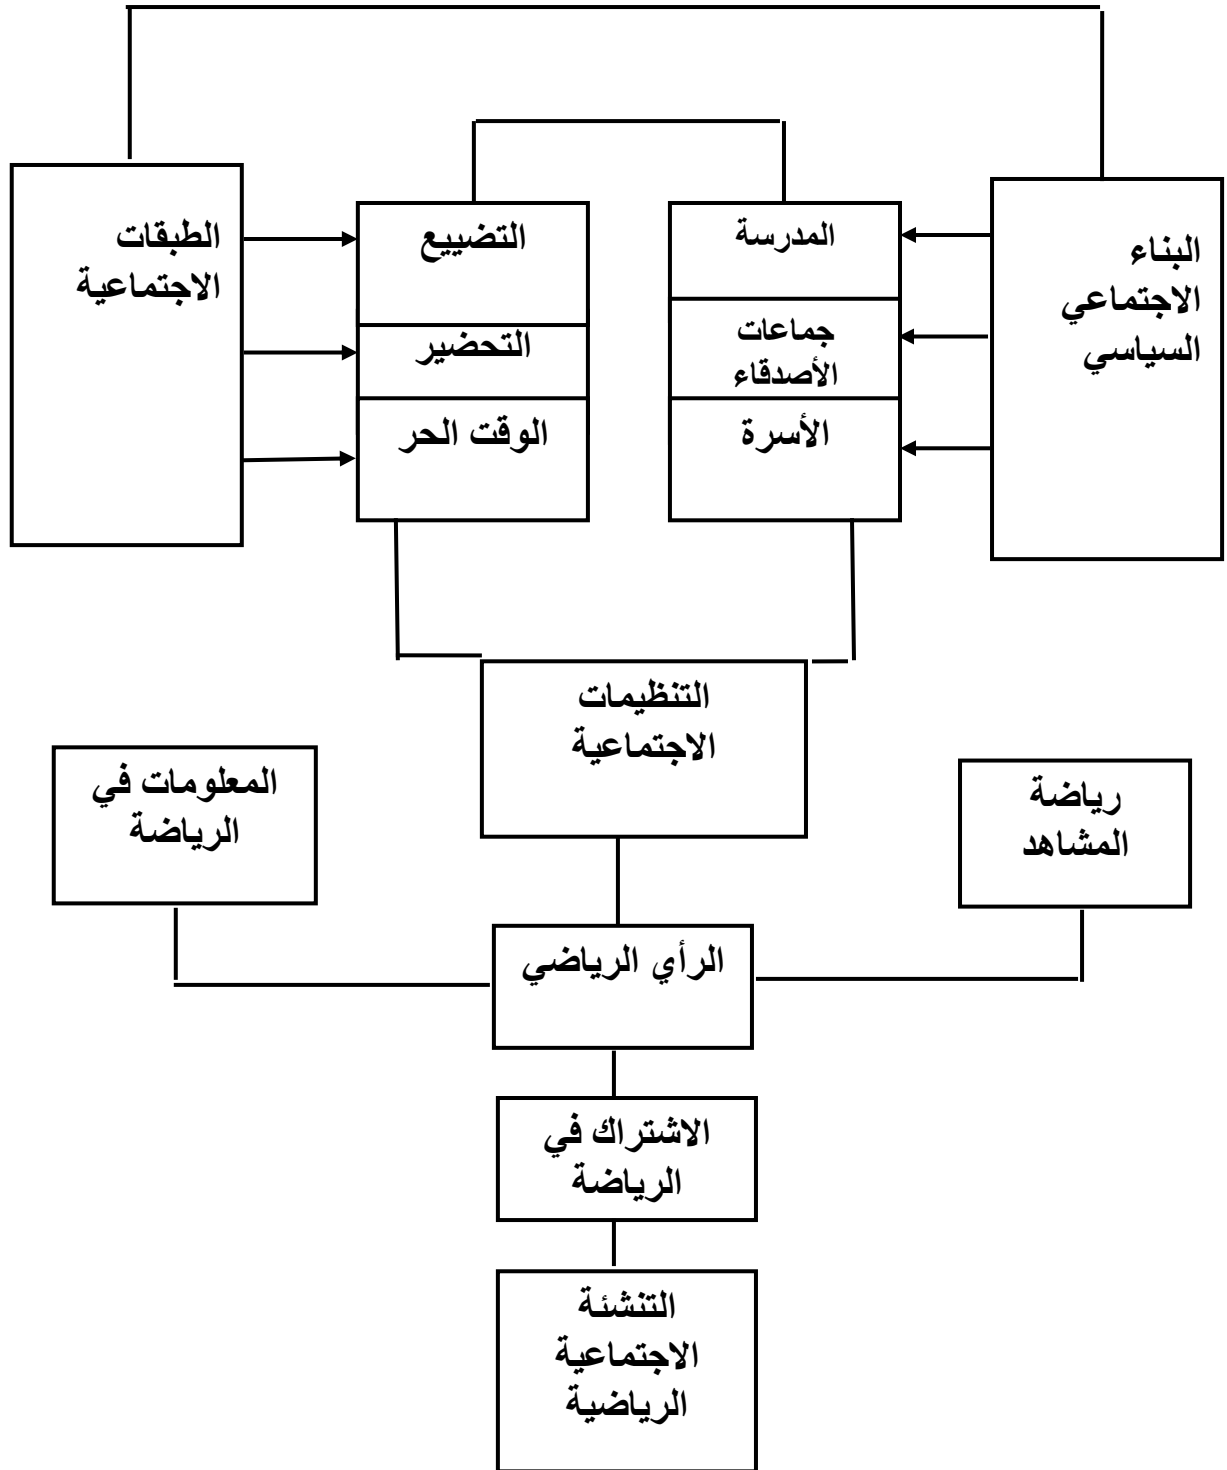 البناء
الاجتماعي
السياسي
المدرسة
جماعات
الأصدقاء
الأسرة
التضييع
التحضير
الوقت الحر
الطبقات
الاجتماعية
التنظيمات
الاجتماعية
رياضة
المشاهد
المعلومات في
الرياضة
الرأي الرياضي
الاشتراك في
الرياضة
التنشئة
الاجتماعية
الرياضية